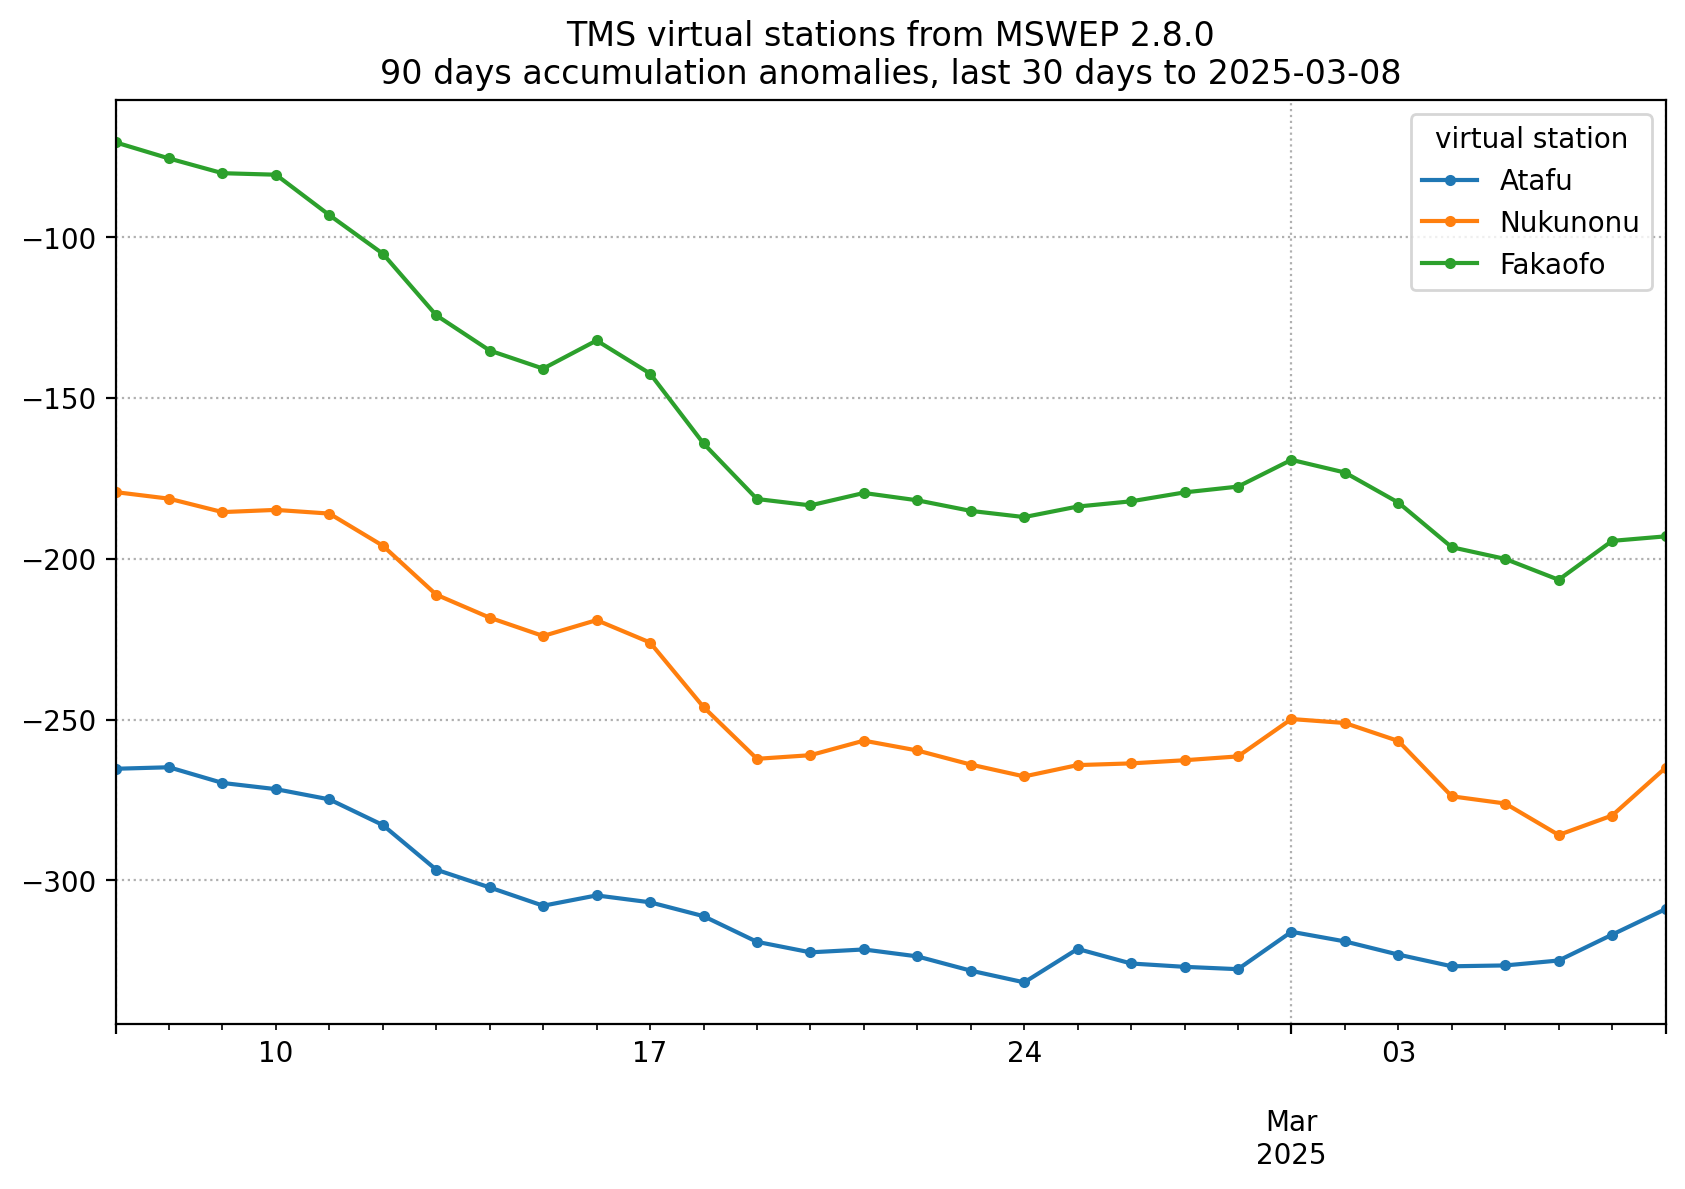 TMS virtual stations from MSWEP 2.8.0
90 days accumulation anomalies, last 30 days to 2025-03-08
virtual station
Atafu
Nukunonu
Fakaofo
−100
−150
−200
−250
−300
10
17
24
03
Mar
2025